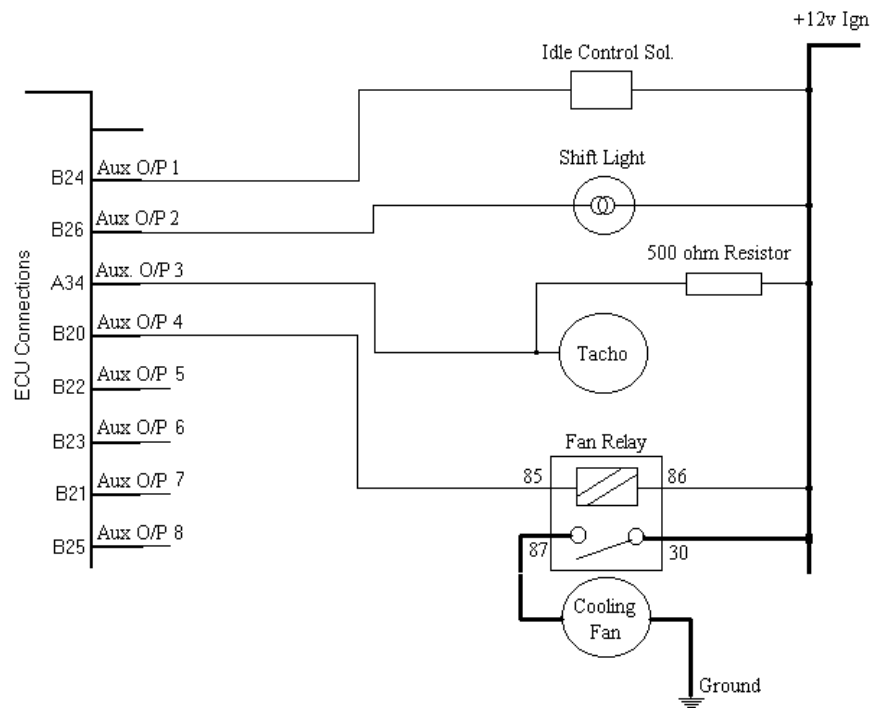 +12v Ign
Idle Control Sol.
B24 Aux O/P 1
Shift Light
B26 Aux O/P 2
500 ohm Resistor
A34 Aux. O/P 3
B20 Aux O/P 4
Tacho
B22 Aux O/P 5
B23 Aux O/P 6
Fan Relay
85 86
B21 Aux O/P 7
B25 Aux O/P 8
87 30
Cooling
Fan
Ground
ECU Connections